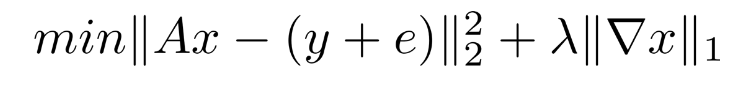 min‖Ax − (y + e)‖₂² + λ‖∇x‖₁